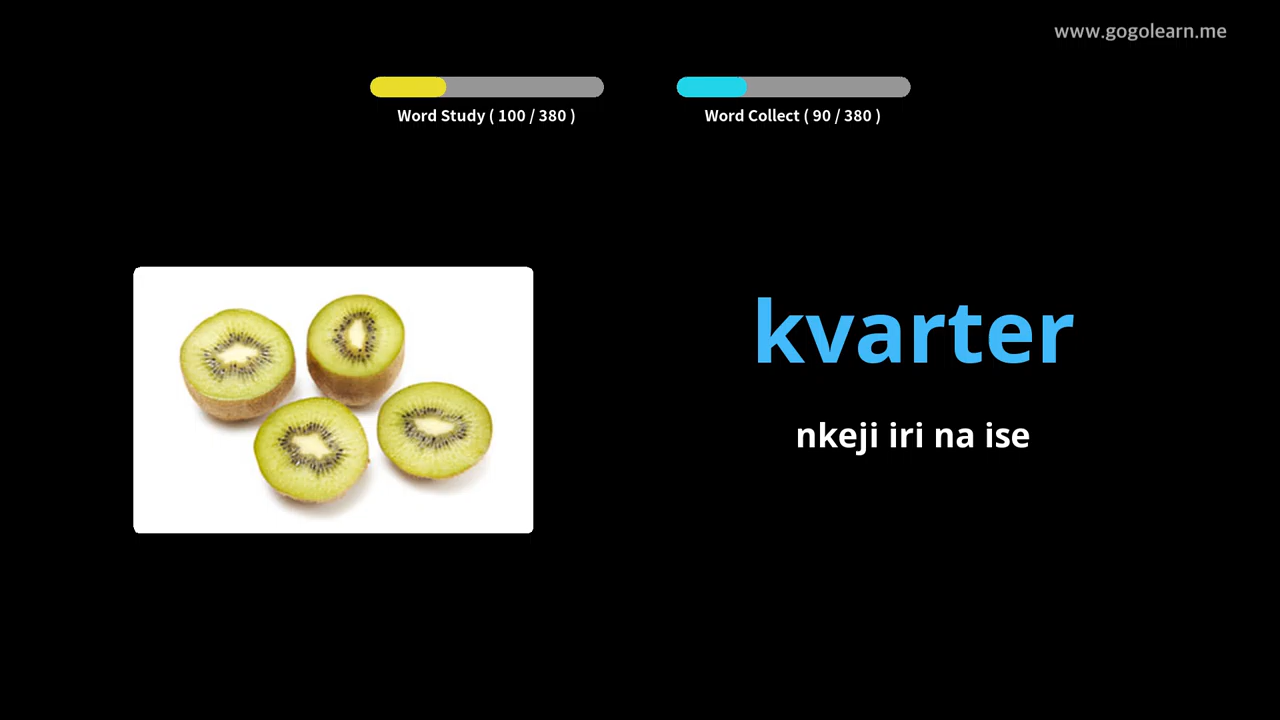 www.gogolearn.me
Word Study ( 100 / 380 )
Word Collect ( 90 / 380 )
kvarter
nkeji iri na ise